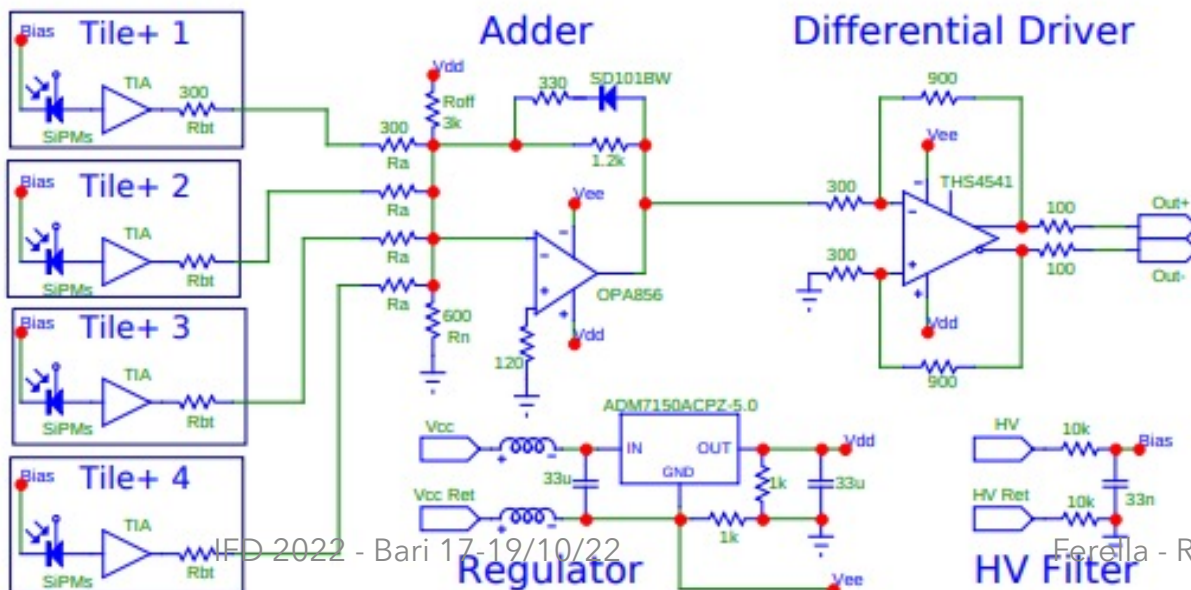 Bias
Tile+ 1
TIA
300
Rbt
SiPMs
Bias
Tile+ 2
TIA
Rbt
SiPMs
Bias
Tile+ 3
TIA
Rbt
SiPMs
Bias
Tile+ 4
TIA
Rbt
SiPMs
Adder
Vdd
Roff
3k
330
SD101BW
300
Ra
1.2k
Ra
Ra
Ra
Vee
-
-
+
+
OPA856
Vdd
600
Rn
120
Differential Driver
900
Vee
-
THS4541
300
-
100
Out+
300
+
100
Out-
+
Vdd
900
ADM7150ACPZ-5.0
Vcc
+
-
IN
OUT
GND
Vdd
33u
1k
33u
Vcc Ret
+
-
1k
Vee
Regulator
HV
10k
Bias
33n
HV Ret
10k
HV Filter
IFD 2022 - Bari 17-19/10/22
Ferella - R